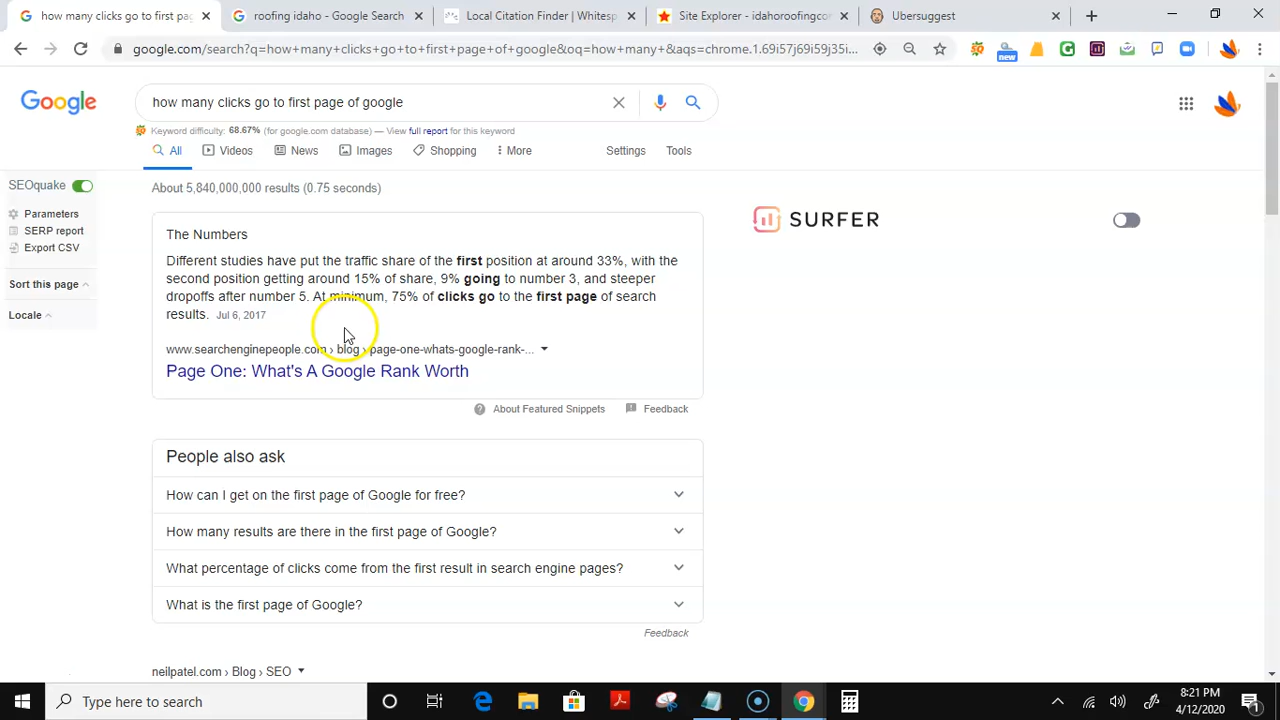 how many clicks go to first pag
roofing idaho - Google Search
Local Citation Finder | Whitesp
Site Explorer - idahoroofingcor
Ubersuggest
google.com/search?q=how+many+clicks+go+to+first+page+of+google&oq=how+many+&aqs=chrome.1.69i57j69i59j35i...
new
Google
how many clicks go to first page of google
Keyword difficulty: 68.67% (for google.com database) — View full report for this keyword
All
Videos
News
Images
Shopping
More
Settings
Tools
SEOquake
Parameters
SERP report
Export CSV
Sort this page
Locale
About 5,840,000,000 results (0.75 seconds)
SURFER
The Numbers
Different studies have put the traffic share of the first position at around 33%, with the
second position getting around 15% of share, 9% going to number 3, and steeper
dropoffs after number 5. At minimum, 75% of clicks go to the first page of search
results. Jul 6, 2017
www.searchenginepeople.com › blog › page-one-whats-google-rank-...
Page One: What's A Google Rank Worth
About Featured Snippets
Feedback
People also ask
How can I get on the first page of Google for free?
How many results are there in the first page of Google?
What percentage of clicks come from the first result in search engine pages?
What is the first page of Google?
Feedback
neilpatel.com › Blog › SEO
Type here to search
8:21 PM
4/12/2020
1